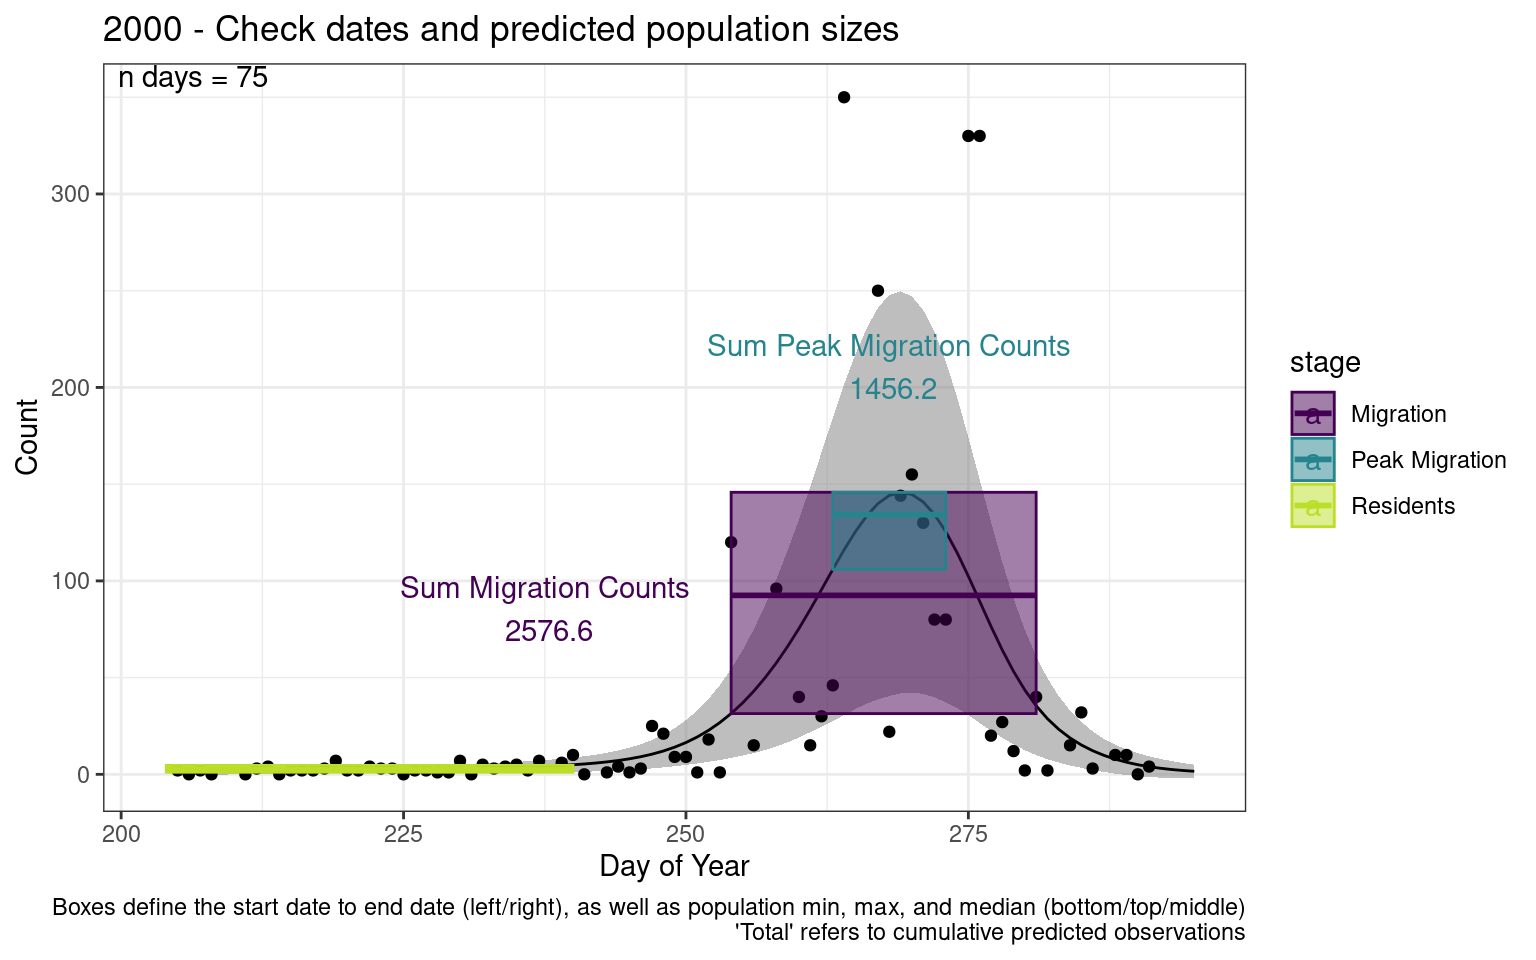 2000 - Check dates and predicted population sizes
n days = 75
300
200
100
0
Count
Sum Peak Migration Counts
1456.2
Sum Migration Counts
2576.6
200
225
250
275
Day of Year
stage
a Migration
a Peak Migration
a Residents
Boxes define the start date to end date (left/right), as well as population min, max, and median (bottom/top/middle)
'Total' refers to cumulative predicted observations